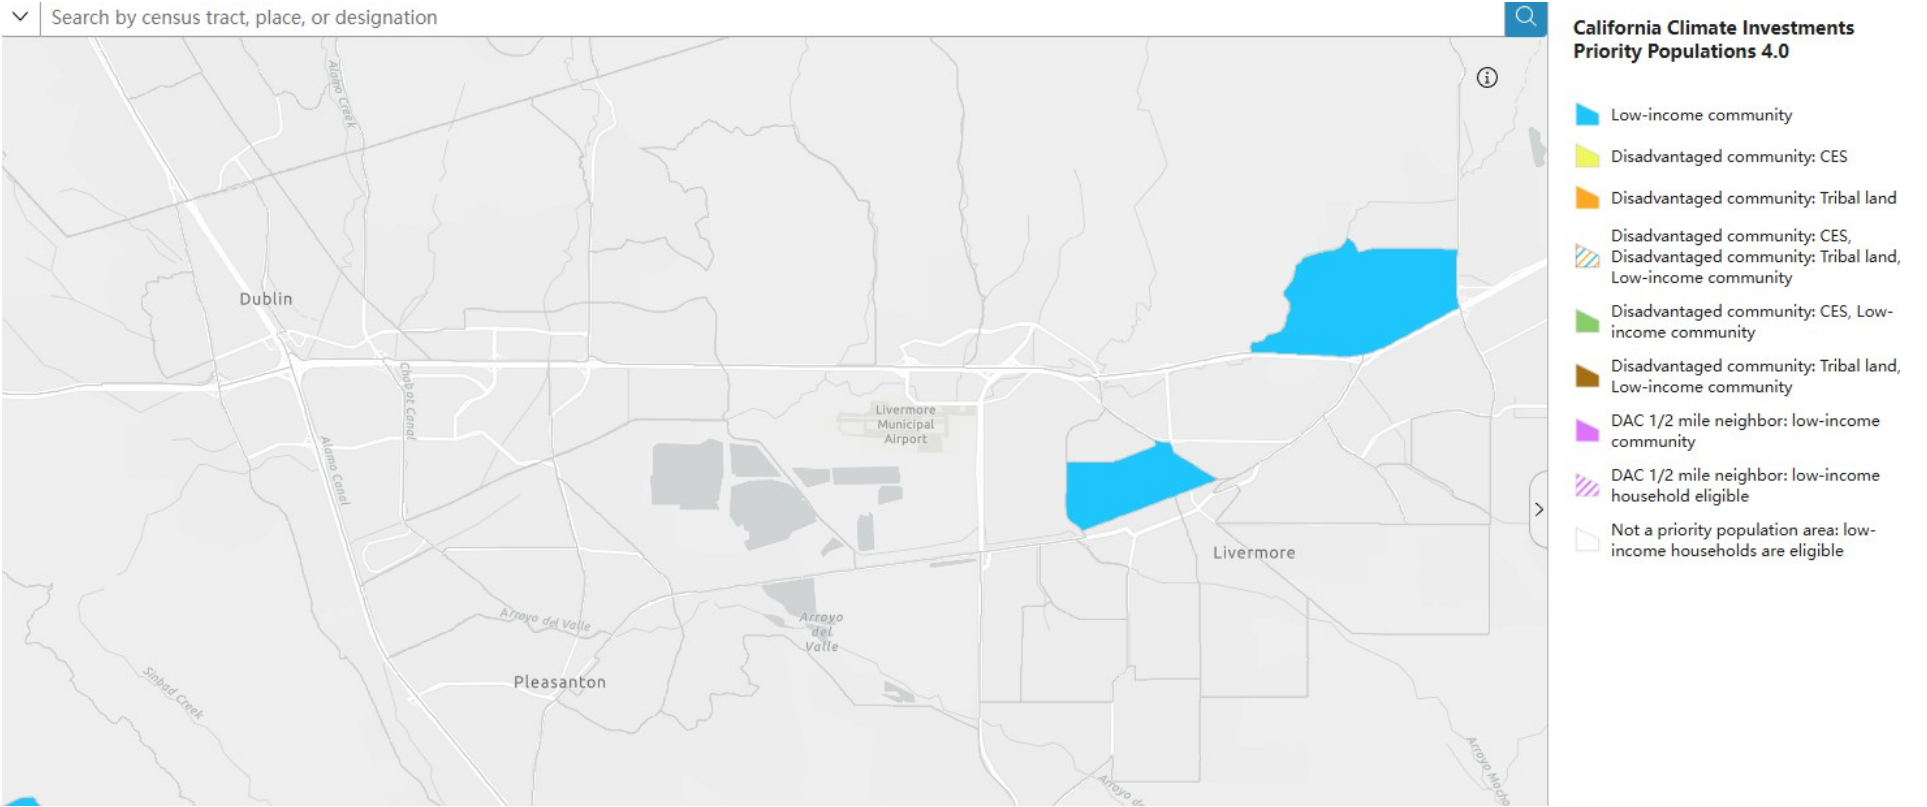 Search by census tract, place, or designation
Alamo Creek
Dublin
Chabot Canal
Alamo Canal
Livermore
Municipal
Airport
Livermore
Arroyo del Valle
Arroyo
del
Valle
Pleasanton
Sinbad Creek
Arroyo Mocho
Arroyo de
California Climate Investments
Priority Populations 4.0
Low-income community
Disadvantaged community: CES
Disadvantaged community: Tribal land
Disadvantaged community: CES,
Disadvantaged community: Tribal land,
Low-income community
Disadvantaged community: CES, Low-
income community
Disadvantaged community: Tribal land,
Low-income community
DAC 1/2 mile neighbor: low-income
community
DAC 1/2 mile neighbor: low-income
household eligible
Not a priority population area: low-
income households are eligible